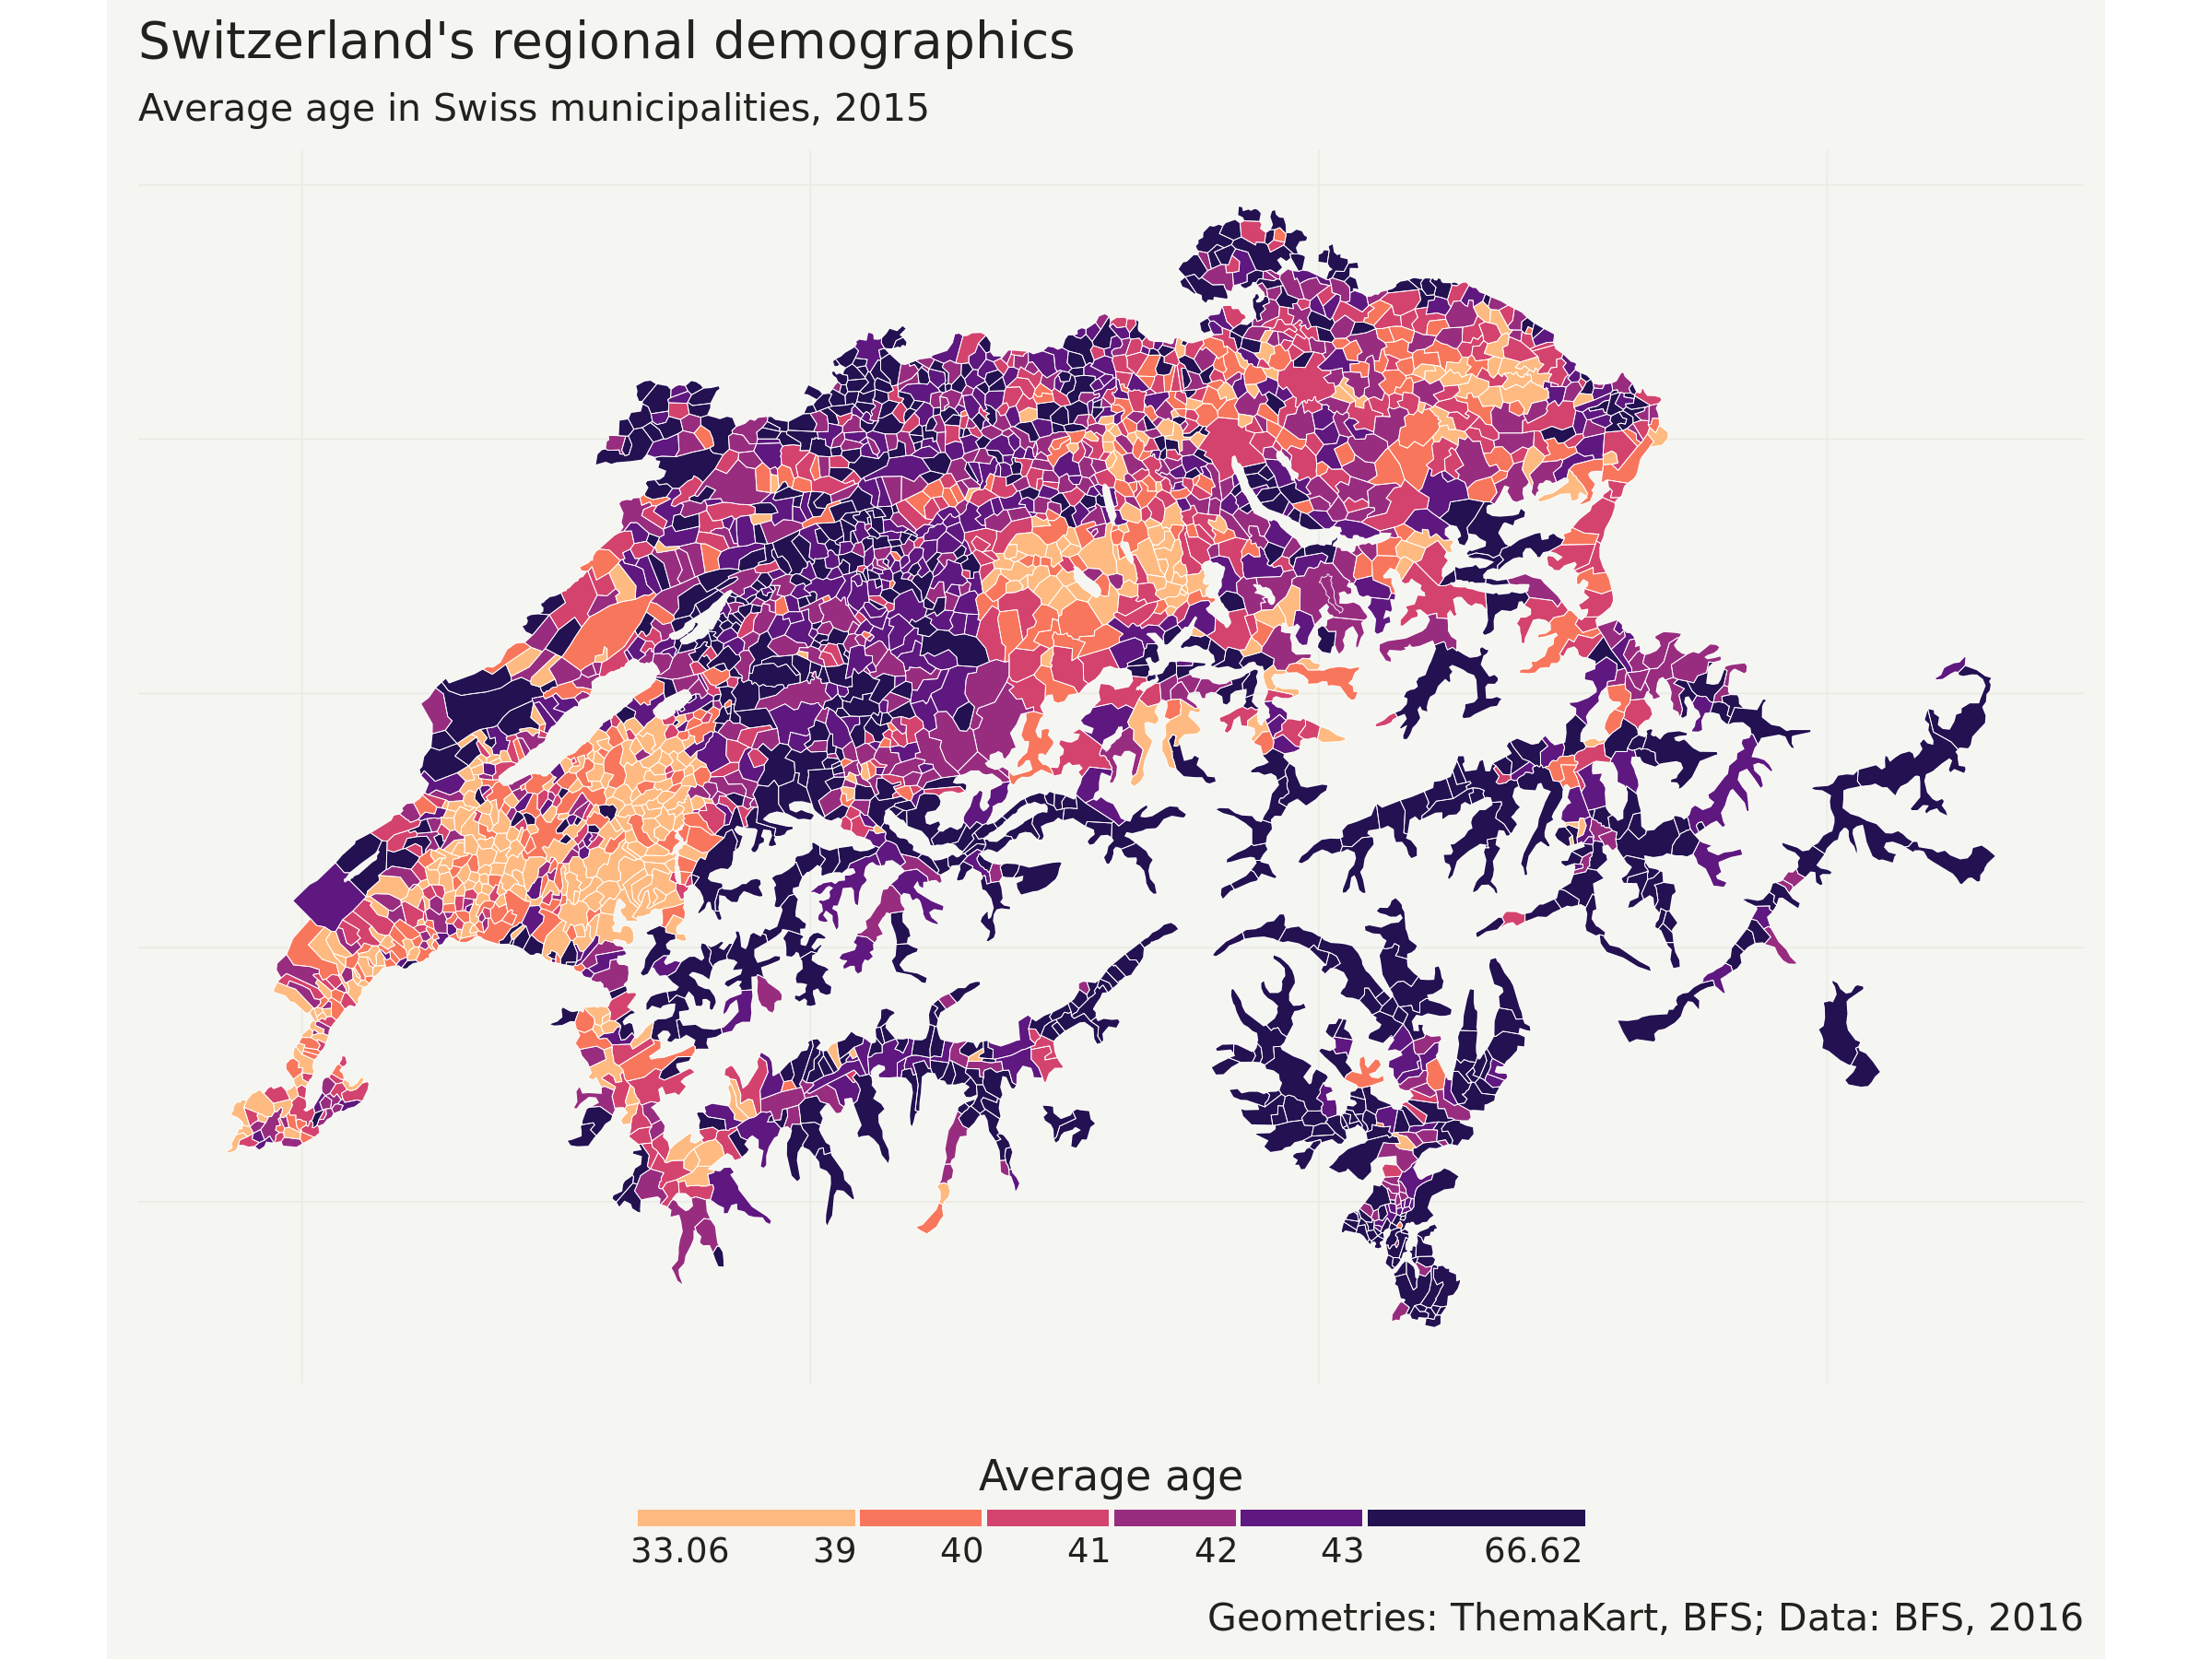 Switzerland's regional demographics
Average age in Swiss municipalities, 2015
Average age
33.06 39 40 41 42 43 66.62
Geometries: ThemaKart, BFS; Data: BFS, 2016